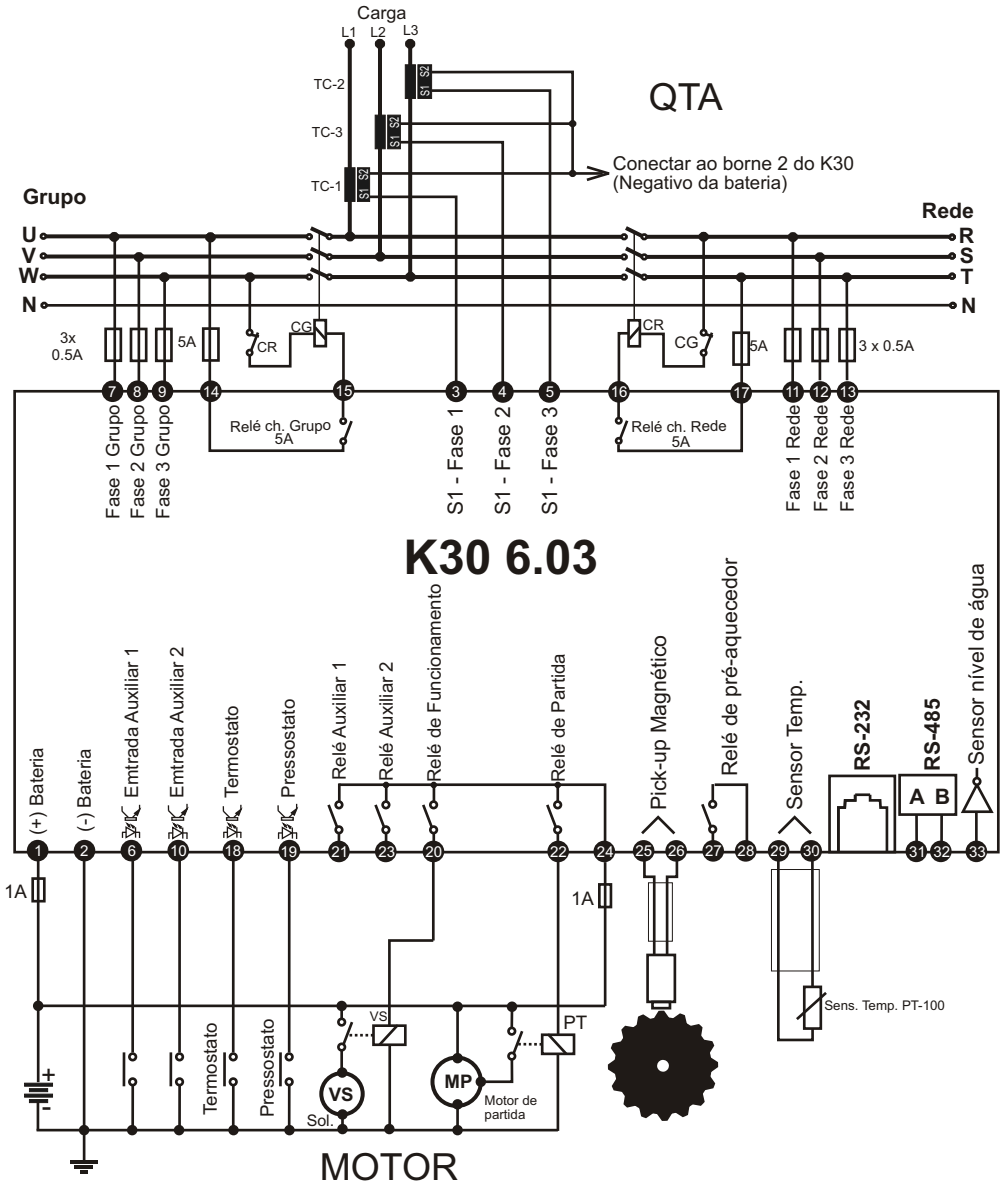 Carga
L1 L2 L3
TC-2
S1 S2
QTA
TC-3
S1 S2
Conectar ao borne 2 do K30
(Negativo da bateria)
TC-1
S1 S2
Grupo
Rede
U
R
V
S
W
T
N
N
3x
0.5A
5A
CR
CG
CR
CG
5A
3 x 0.5A
7 8 9 14 15 3 4 5 16 17 11 12 13
Fase 1 Grupo
Fase 2 Grupo
Fase 3 Grupo
Relé ch. Grupo
5A
S1 - Fase 1
S1 - Fase 2
S1 - Fase 3
Relé ch. Rede
5A
Fase 1 Rede
Fase 2 Rede
Fase 3 Rede
K30 6.03
(+) Bateria
(-) Bateria
Emtrada Auxiliar 1
Emtrada Auxiliar 2
Termostato
Pressostato
Relé Auxiliar 1
Relé Auxiliar 2
Relé de Funcionamento
Relé de Partida
Pick-up Magnético
Relé de pré-aquecedor
Sensor Temp.
RS-232
RS-485
A B
Sensor nível de água
1 2 6 10 18 19 21 23 20 22 24 25 26 27 28 29 30 31 32 33
1A
1A
Termostato
Pressostato
VS
PT
Sens. Temp. PT-100
+
-
VS
Sol.
MP
Motor de
partida
MOTOR